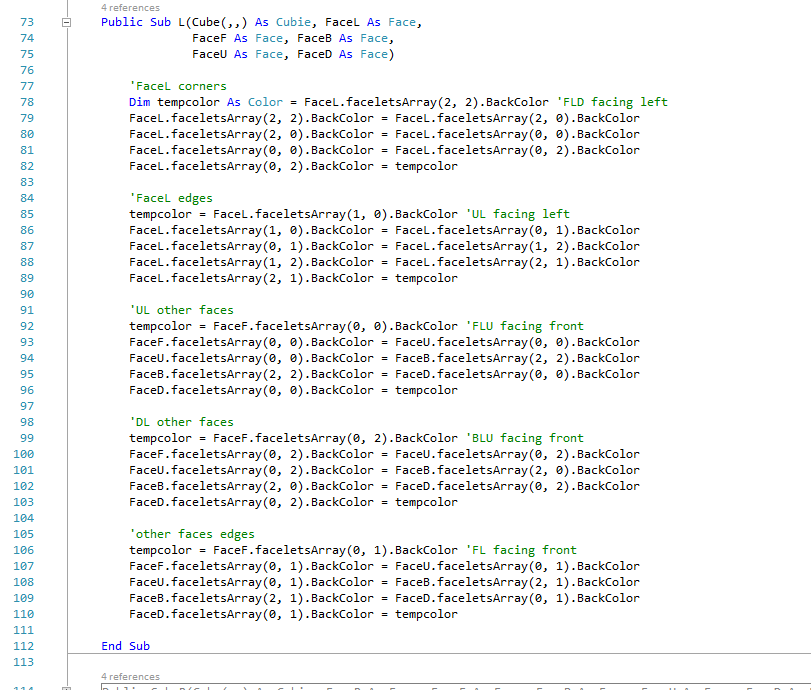 4 references
73 Public Sub L(Cube(,,) As Cubie, FaceL As Face,
74 FaceF As Face, FaceB As Face,
75 FaceU As Face, FaceD As Face)
76
77 'FaceL corners
78 Dim tempcolor As Color = FaceL.faceletsArray(2, 2).BackColor 'FLD facing left
79 FaceL.faceletsArray(2, 2).BackColor = FaceL.faceletsArray(2, 0).BackColor
80 FaceL.faceletsArray(2, 0).BackColor = FaceL.faceletsArray(0, 0).BackColor
81 FaceL.faceletsArray(0, 0).BackColor = FaceL.faceletsArray(0, 2).BackColor
82 FaceL.faceletsArray(0, 2).BackColor = tempcolor
83
84 'FaceL edges
85 tempcolor = FaceL.faceletsArray(1, 0).BackColor 'UL facing left
86 FaceL.faceletsArray(1, 0).BackColor = FaceL.faceletsArray(0, 1).BackColor
87 FaceL.faceletsArray(0, 1).BackColor = FaceL.faceletsArray(1, 2).BackColor
88 FaceL.faceletsArray(1, 2).BackColor = FaceL.faceletsArray(2, 1).BackColor
89 FaceL.faceletsArray(2, 1).BackColor = tempcolor
90
91 'UL other faces
92 tempcolor = FaceF.faceletsArray(0, 0).BackColor 'FLU facing front
93 FaceF.faceletsArray(0, 0).BackColor = FaceU.faceletsArray(0, 0).BackColor
94 FaceU.faceletsArray(0, 0).BackColor = FaceB.faceletsArray(2, 2).BackColor
95 FaceB.faceletsArray(2, 2).BackColor = FaceD.faceletsArray(0, 0).BackColor
96 FaceD.faceletsArray(0, 0).BackColor = tempcolor
97
98 'DL other faces
99 tempcolor = FaceF.faceletsArray(0, 2).BackColor 'BLU facing front
100 FaceF.faceletsArray(0, 2).BackColor = FaceU.faceletsArray(0, 2).BackColor
101 FaceU.faceletsArray(0, 2).BackColor = FaceB.faceletsArray(2, 0).BackColor
102 FaceB.faceletsArray(2, 0).BackColor = FaceD.faceletsArray(0, 2).BackColor
103 FaceD.faceletsArray(0, 2).BackColor = tempcolor
104
105 'other faces edges
106 tempcolor = FaceF.faceletsArray(0, 1).BackColor 'FL facing front
107 FaceF.faceletsArray(0, 1).BackColor = FaceU.faceletsArray(0, 1).BackColor
108 FaceU.faceletsArray(0, 1).BackColor = FaceB.faceletsArray(2, 1).BackColor
109 FaceB.faceletsArray(2, 1).BackColor = FaceD.faceletsArray(0, 1).BackColor
110 FaceD.faceletsArray(0, 1).BackColor = tempcolor
111
112 End Sub
113
4 references